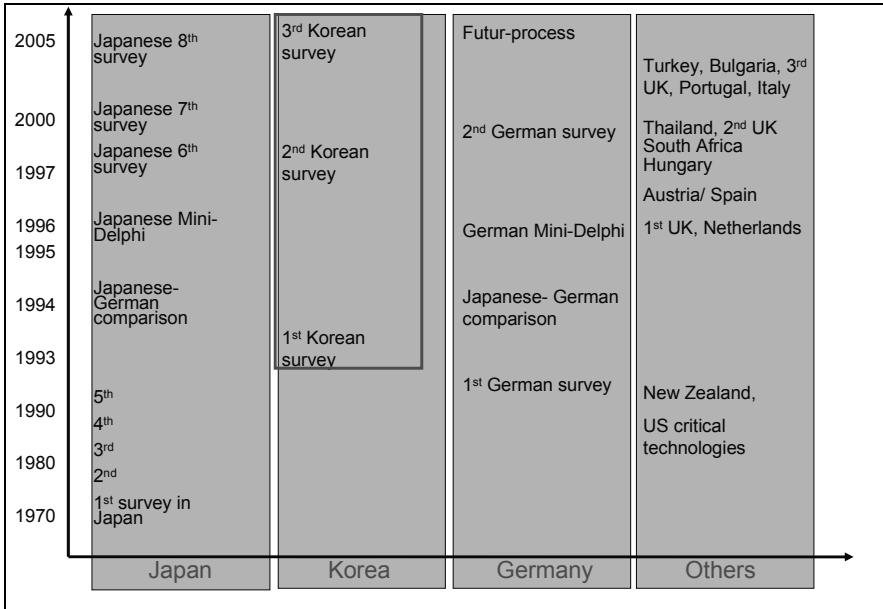 2005
2000
1997
1996
1995
1994
1993
1990
1980
1970
Japanese 8th
survey
Japanese 7th
survey
Japanese 6th
survey
Japanese Mini-
Delphi
Japanese-
German
comparison
5th
4th
3rd
2nd
1st survey in
Japan
Japan
3rd Korean
survey
2nd Korean
survey
1st Korean
survey
Korea
Futur-process
2nd German survey
German Mini-Delphi
Japanese- German
comparison
1st German survey
Germany
Turkey, Bulgaria, 3rd
UK, Portugal, Italy
Thailand, 2nd UK
South Africa
Hungary
Austria/ Spain
1st UK, Netherlands
New Zealand,
US critical
technologies
Others